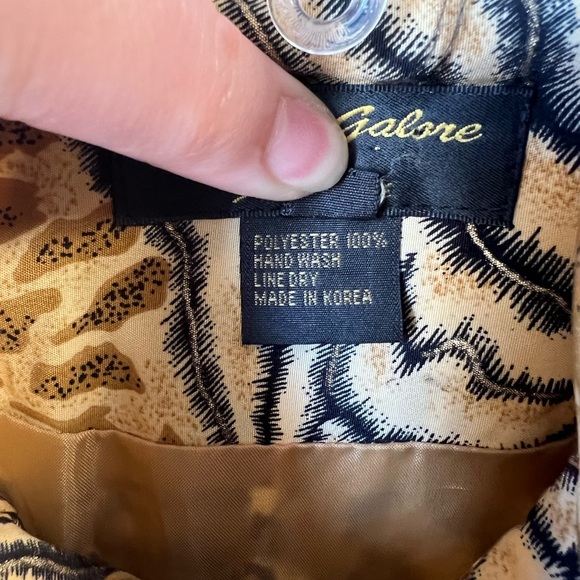 Galore
POLYESTER 100%
HAND WASH
LINE DRY
MADE IN KOREA